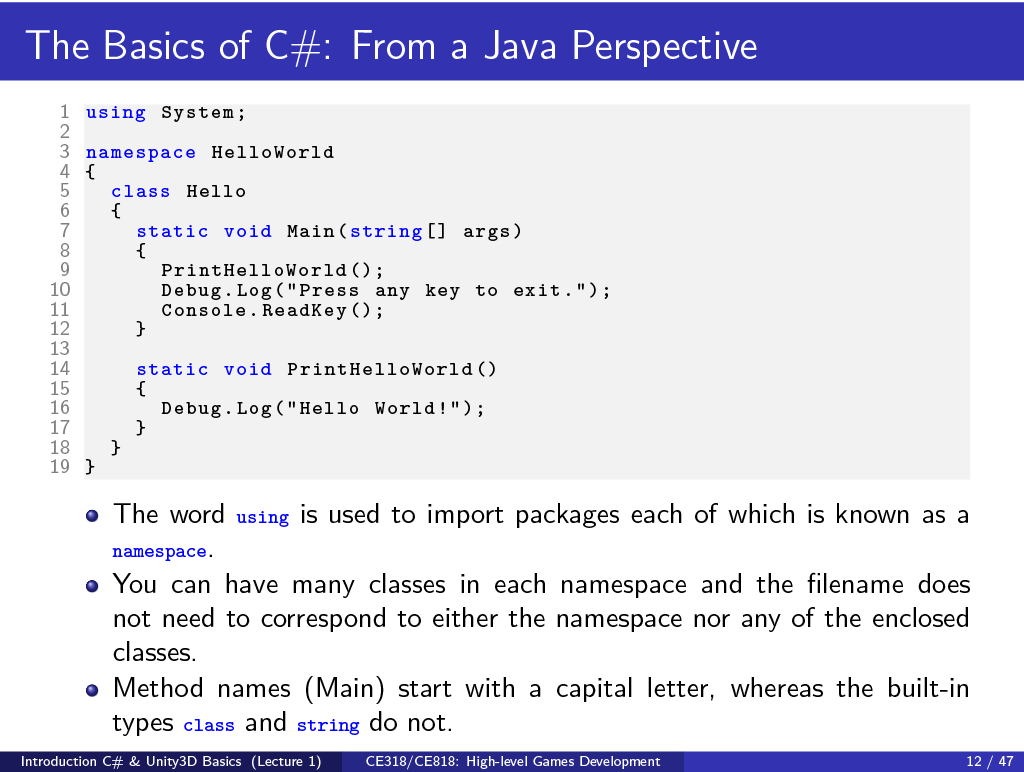 The Basics of C#: From a Java Perspective
1 using System;
2
3 namespace HelloWorld
4 {
5   class Hello
6   {
7     static void Main(string[] args)
8     {
9       PrintHelloWorld();
10       Debug.Log("Press any key to exit.");
11       Console.ReadKey();
12     }
13
14     static void PrintHelloWorld()
15     {
16       Debug.Log("Hello World!");
17     }
18   }
19 }
The word using is used to import packages each of which is known as a
namespace.
You can have many classes in each namespace and the filename does
not need to correspond to either the namespace nor any of the enclosed
classes.
Method names (Main) start with a capital letter, whereas the built-in
types class and string do not.
Introduction C# & Unity3D Basics (Lecture 1) CE318/CE818: High-level Games Development 12 / 47